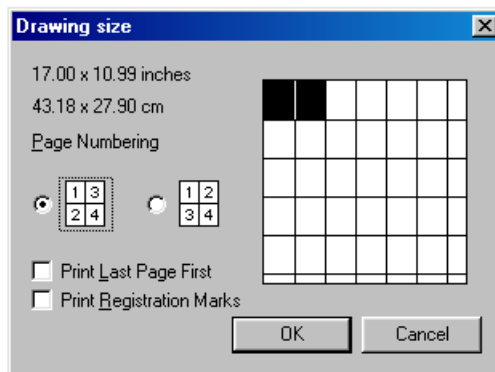 Drawing size
17.00 x 10.99 inches
43.18 x 27.90 cm
Page Numbering
1 3 1 2
2 4 3 4
Print Last Page First
Print Registration Marks
OK Cancel